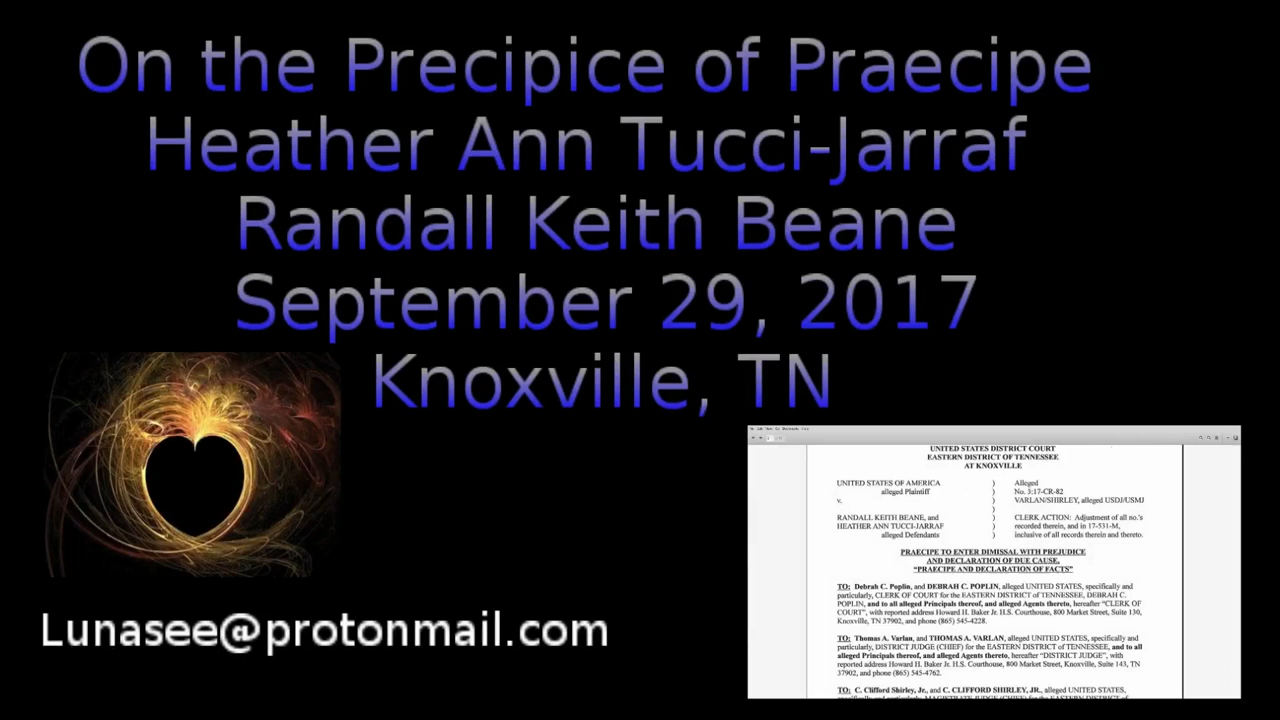 On the Precipice of Praecipe
Heather Ann Tucci-Jarraf
Randall Keith Beane
September 29, 2017
Knoxville, TN
Lunasee@protonmail.com
UNITED STATES DISTRICT COURT
EASTERN DISTRICT OF TENNESSEE
AT KNOXVILLE
UNITED STATES OF AMERICA ) Alleged
alleged Plaintiff ) No. 3:17-CR-82
v. ) VARLAN/SHIRLEY, alleged USDJ/USMJ
)
RANDALL KEITH BEANE, and ) CLERK ACTION: Adjustment of all no.'s
HEATHER ANN TUCCI-JARRAF ) recorded therein, and in 17-531-M,
alleged Defendants ) inclusive of all records therein and thereto.
PRAECIPE TO ENTER DIMISSAL WITH PREJUDICE
AND DECLARATION OF DUE CAUSE,
"PRAECIPE AND DECLARATION OF FACTS"
TO: Debrah C. Poplin, and DEBRAH C. POPLIN, alleged UNITED STATES, specifically and
particularly, CLERK OF COURT for the EASTERN DISTRICT of TENNESSEE, DEBRAH C.
POPLIN, and to all alleged Principals thereof, and alleged Agents thereto, hereafter "CLERK OF
COURT", with reported address Howard H. Baker Jr. H.S. Courthouse, 800 Market Street, Suite 130,
Knoxville, TN 37902, and phone (865) 545-4228.
TO: Thomas A. Varlan, and THOMAS A. VARLAN, alleged UNITED STATES, specifically and
particularly, DISTRICT JUDGE (CHIEF) for the EASTERN DISTRICT of TENNESSEE, and to all
alleged Principals thereof, and alleged Agents thereto, hereafter "DISTRICT JUDGE", with
reported address Howard H. Baker Jr. H.S. Courthouse, 800 Market Street, Knoxville, Suite 143, TN
37902, and phone (865) 545-4762.
TO: C. Clifford Shirley, Jr., and C. CLIFFORD SHIRLEY, JR., alleged UNITED STATES,